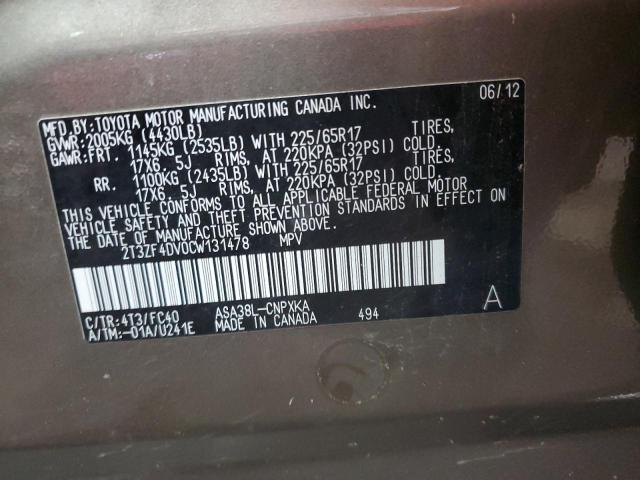 MFD.BY:TOYOTA MOTOR MANUFACTURING CANADA INC. 06/12
GVWR:2005KG (4430LB)
GAWR:FRT. 1145KG (2535LB) WITH 225/65R17 TIRES,
17X6.5J RIMS, AT 220KPA (32PSI) COLD.
RR. 1100KG (2435LB) WITH 225/65R17 TIRES,
17X6.5J RIMS, AT 220KPA (32PSI) COLD.
THIS VEHICLE CONFORMS TO ALL APPLICABLE FEDERAL MOTOR
VEHICLE SAFETY AND THEFT PREVENTION STANDARDS IN EFFECT ON
THE DATE OF MANUFACTURE SHOWN ABOVE.
2T3ZF4DV0CW131478 MPV
C/TR:4T3/FC40 ASA38L-CNPXKA A
A/TM:-01A/U241E MADE IN CANADA 494